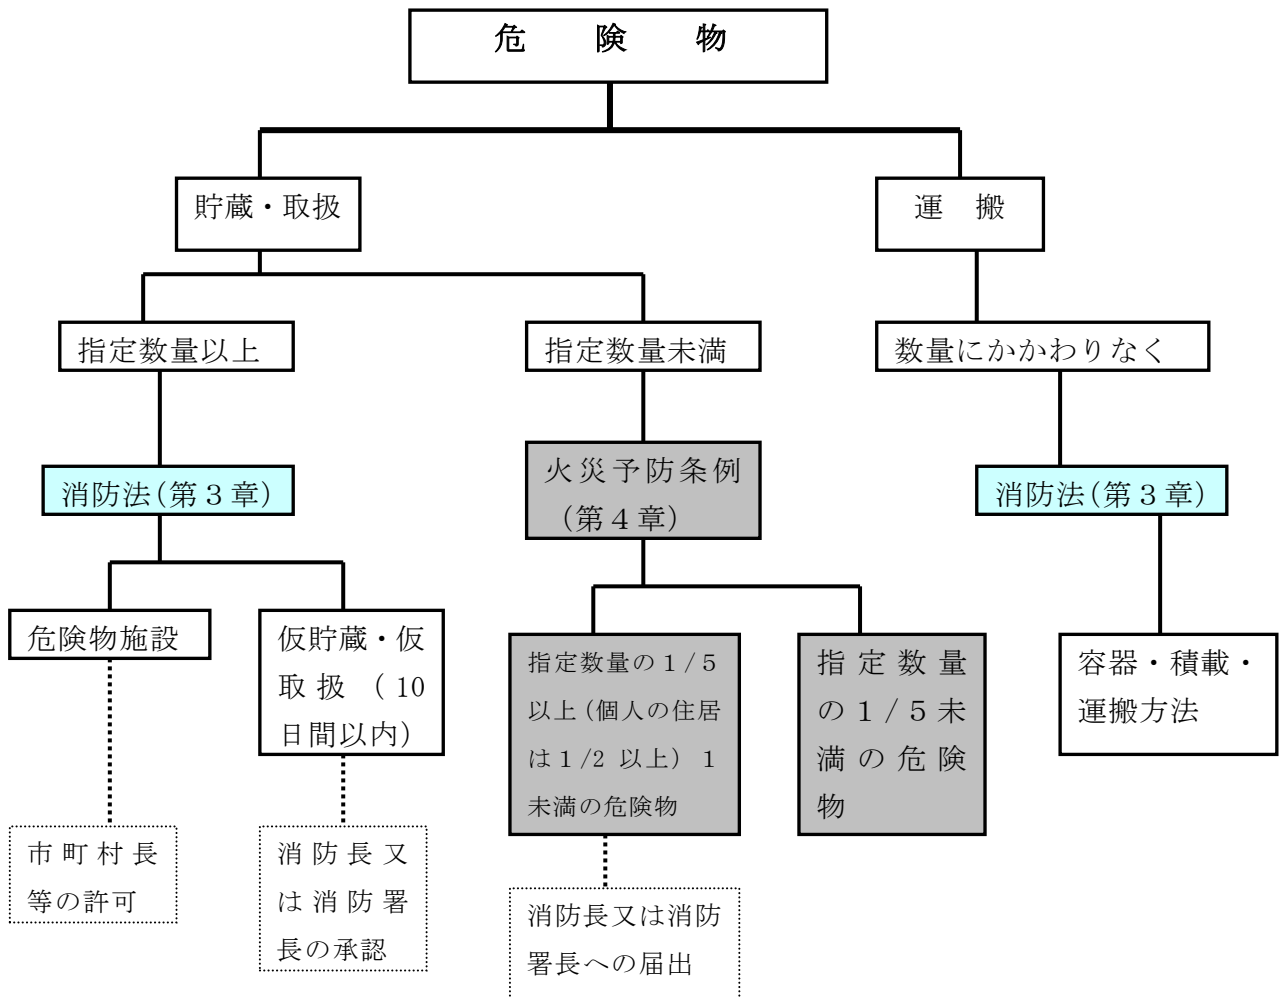 危　険　物
貯蔵・取扱
運　搬
指定数量以上
指定数量未満
数量にかかわりなく
消防法(第３章)
火災予防条例
（第４章）
消防法(第３章)
危険物施設
仮貯蔵・仮
取扱（10
日間以内）
指定数量の１/５
以上（個人の住居
は１/2 以上）１
未満の危険物
指定数量
の１/５未
満の危険
物
容器・積載・
運搬方法
市町村長
等の許可
消防長又
は消防署
長の承認
消防長又は消防
署長への届出